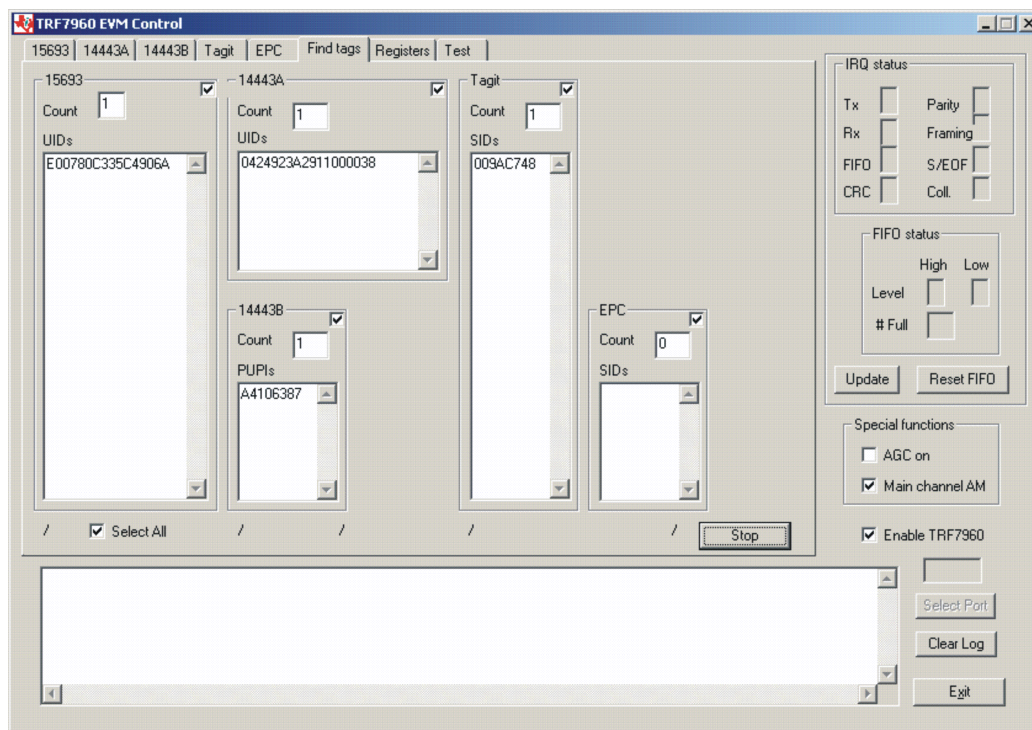 TRF7960 EVM Control
15693 14443A 14443B Tagit EPC Find tags Registers Test
15693
Count 1
UIDs
E00780C335C4906A
14443A
Count 1
UIDs
0424923A2911000038
14443B
Count 1
PUPIs
A4106387
Tagit
Count 1
SIDs
009AC748
EPC
Count 0
SIDs
/ Select All / / / / Stop
IRQ status
Tx Parity
Rx Framing
FIFO S/EOF
CRC Coll.
FIFO status
High Low
Level
# Full
Update Reset FIFO
Special functions
AGC on
Main channel AM
Enable TRF7960
Select Port
Clear Log
Exit